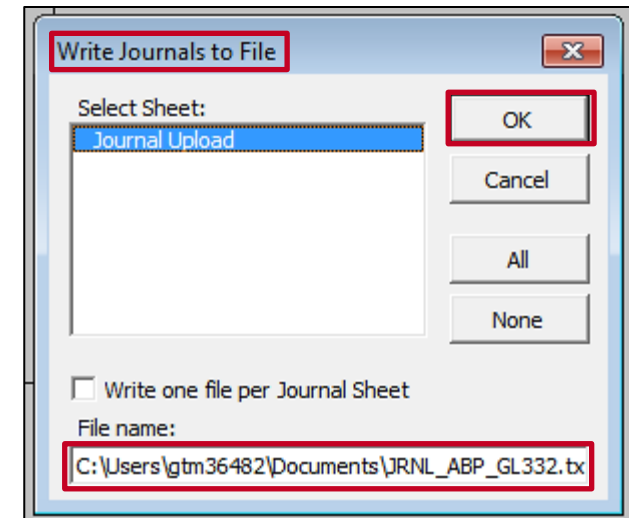 Write Journals to File
Select Sheet:
Journal Upload
OK
Cancel
All
None
Write one file per Journal Sheet
File name:
C:\Users\gtm36482\Documents\JRNL_ABP_GL332.tx